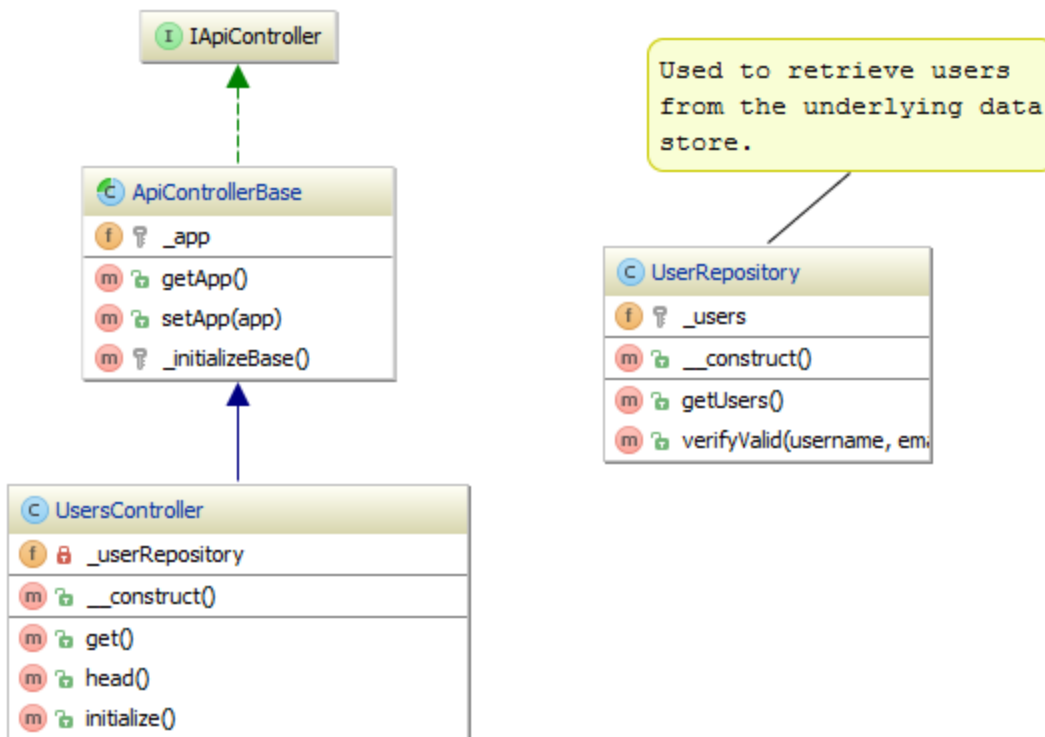 I IApiController
Used to retrieve users
from the underlying data
store.
C ApiControllerBase
f _app
m getApp()
m setApp(app)
m _initializeBase()
C UserRepository
f _users
m __construct()
m getUsers()
m verifyValid(username,
C UsersController
f _userRepository
m __construct()
m get()
m head()
m initialize()